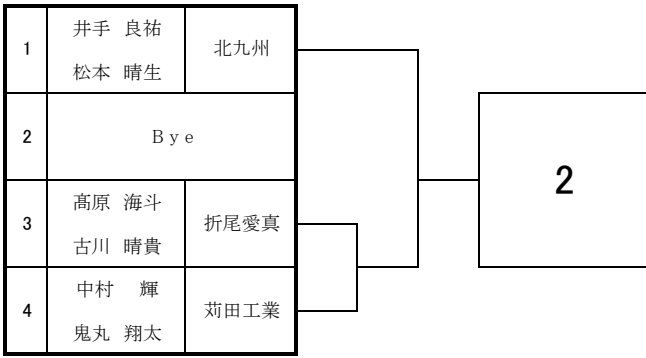 1
井手 良祐
松本 晴生
北九州
2
Bye
3
髙原 海斗
古川 晴貴
折尾愛真
4
中村 輝
鬼丸 翔太
苅田工業
2